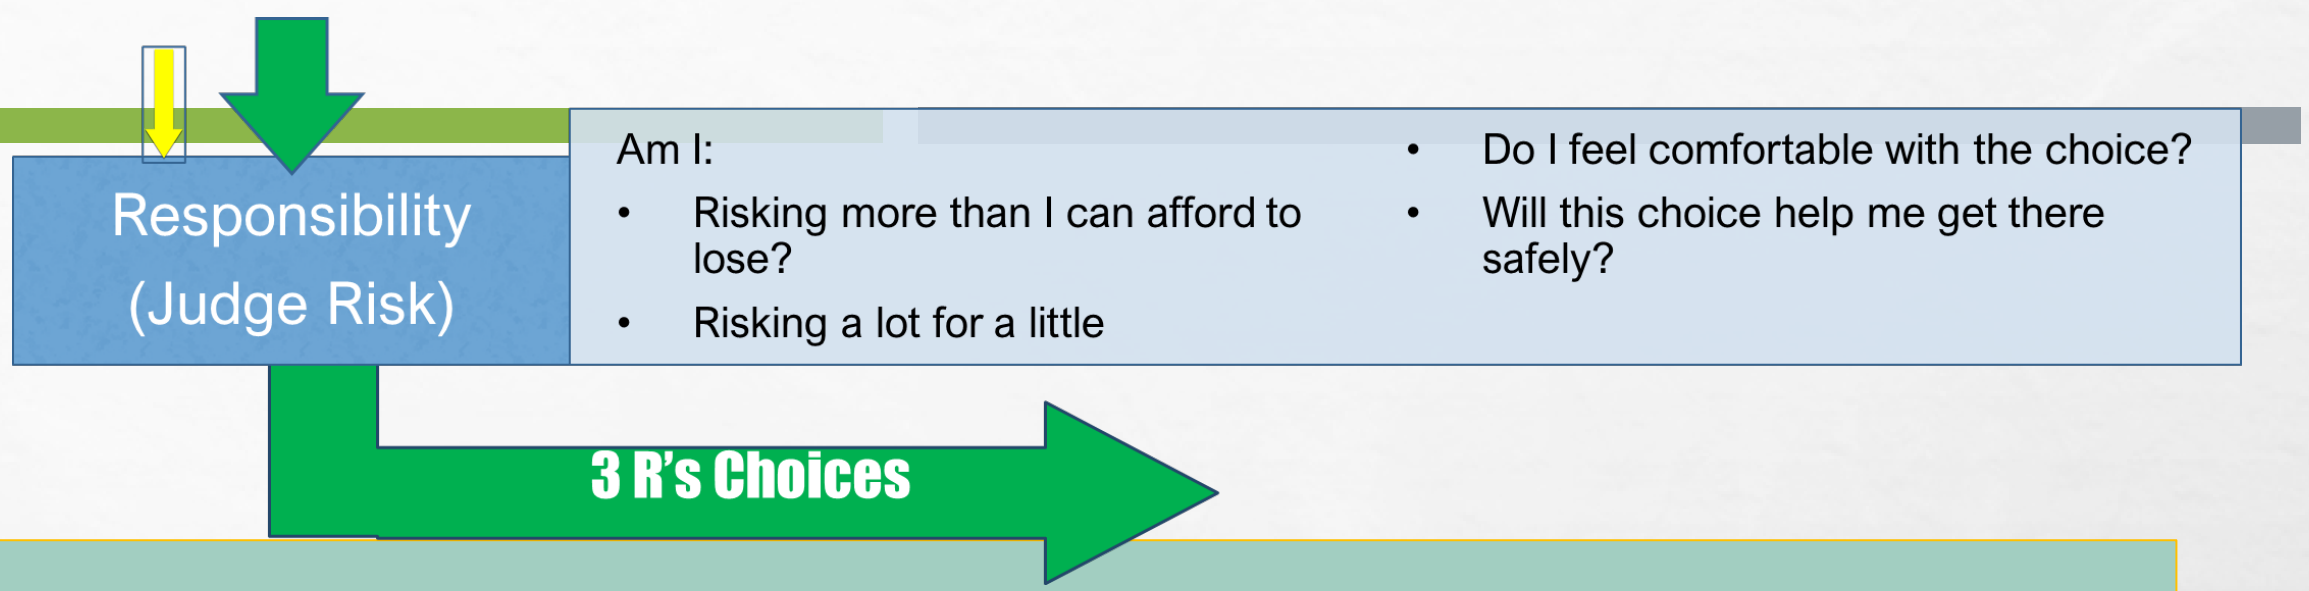 Responsibility
(Judge Risk)
Am I:
• Risking more than I can afford to
lose?
• Risking a lot for a little
• Do I feel comfortable with the choice?
• Will this choice help me get there
safely?
3 R’s Choices